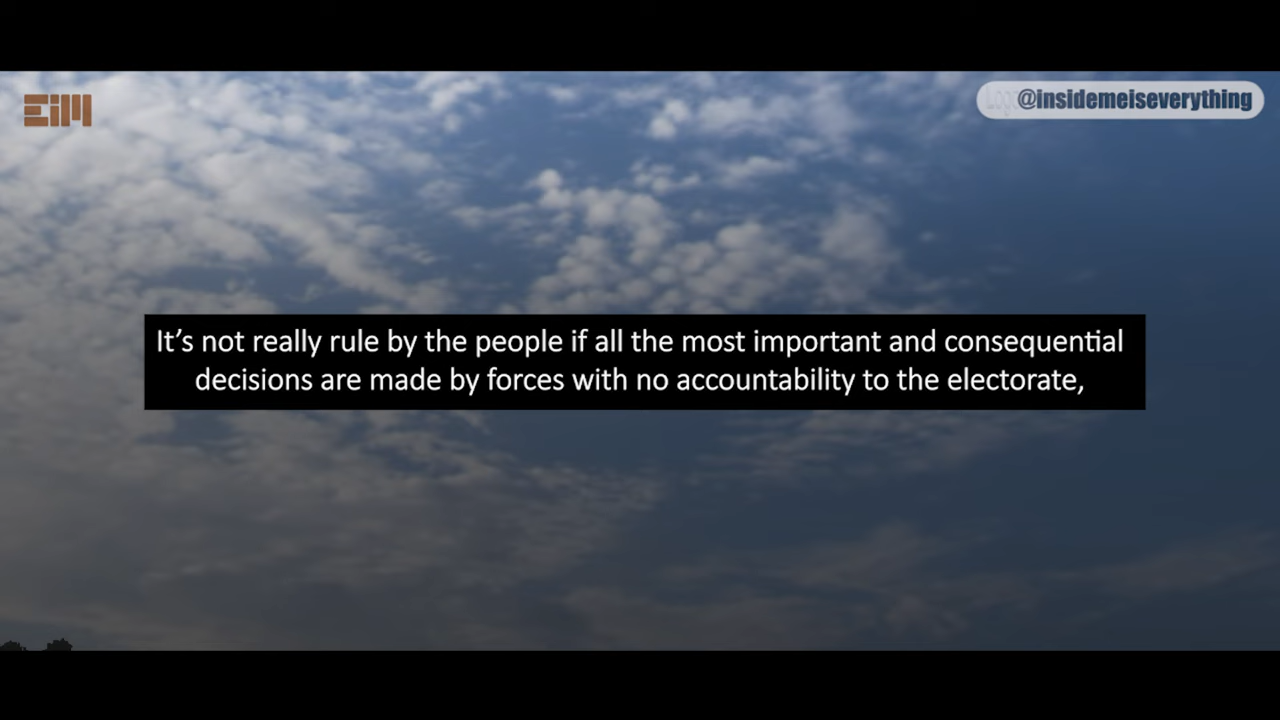 EiM
@insidemeiseverything
It’s not really rule by the people if all the most important and consequential
decisions are made by forces with no accountability to the electorate,